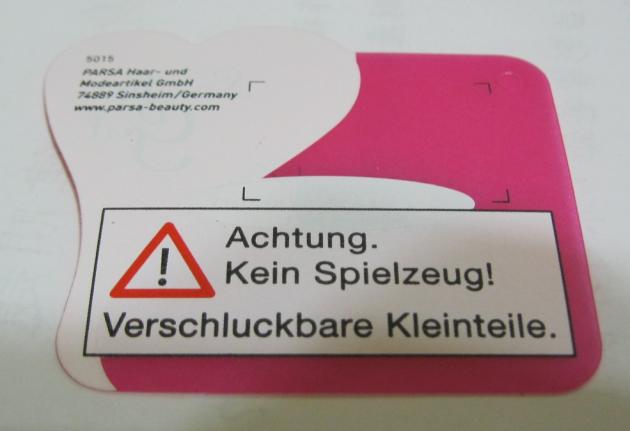 5015
PARSA Haar- und
Modeartikel GmbH
74889 Sinsheim/Germany
www.parsa-beauty.com
Achtung.
Kein Spielzeug!
Verschluckbare Kleinteile.